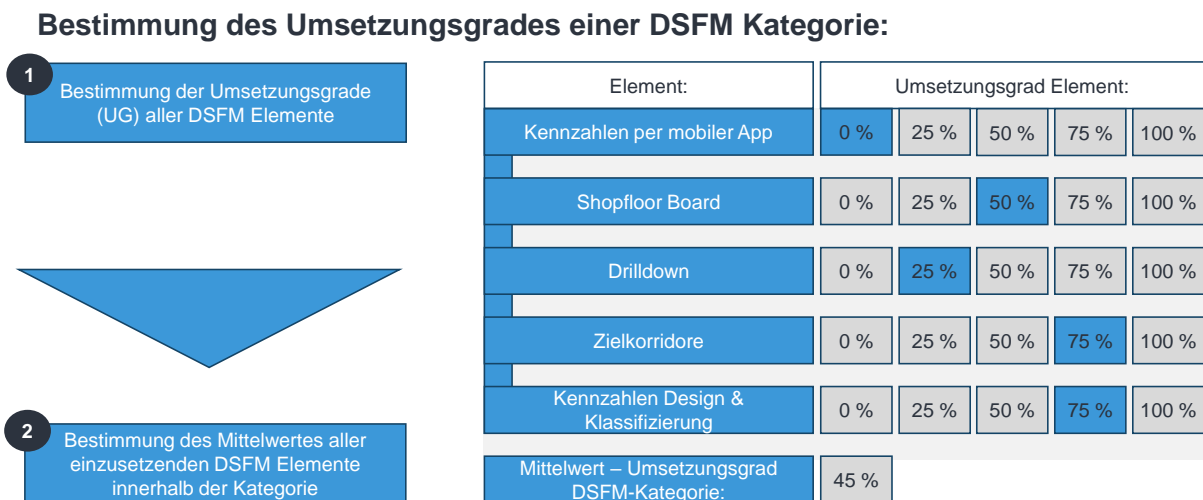 Bestimmung des Umsetzungsgrades einer DSFM Kategorie:
1
Bestimmung der Umsetzungsgrade
(UG) aller DSFM Elemente
2
Bestimmung des Mittelwertes aller
einzusetzenden DSFM Elemente
innerhalb der Kategorie
Element: Umsetzungsgrad Element:
Kennzahlen per mobiler App 0 % 25 % 50 % 75 % 100 %
Shopfloor Board 0 % 25 % 50 % 75 % 100 %
Drilldown 0 % 25 % 50 % 75 % 100 %
Zielkorridore 0 % 25 % 50 % 75 % 100 %
Kennzahlen Design &
Klassifizierung 0 % 25 % 50 % 75 % 100 %
Mittelwert – Umsetzungsgrad
DSFM-Kategorie: 45 %